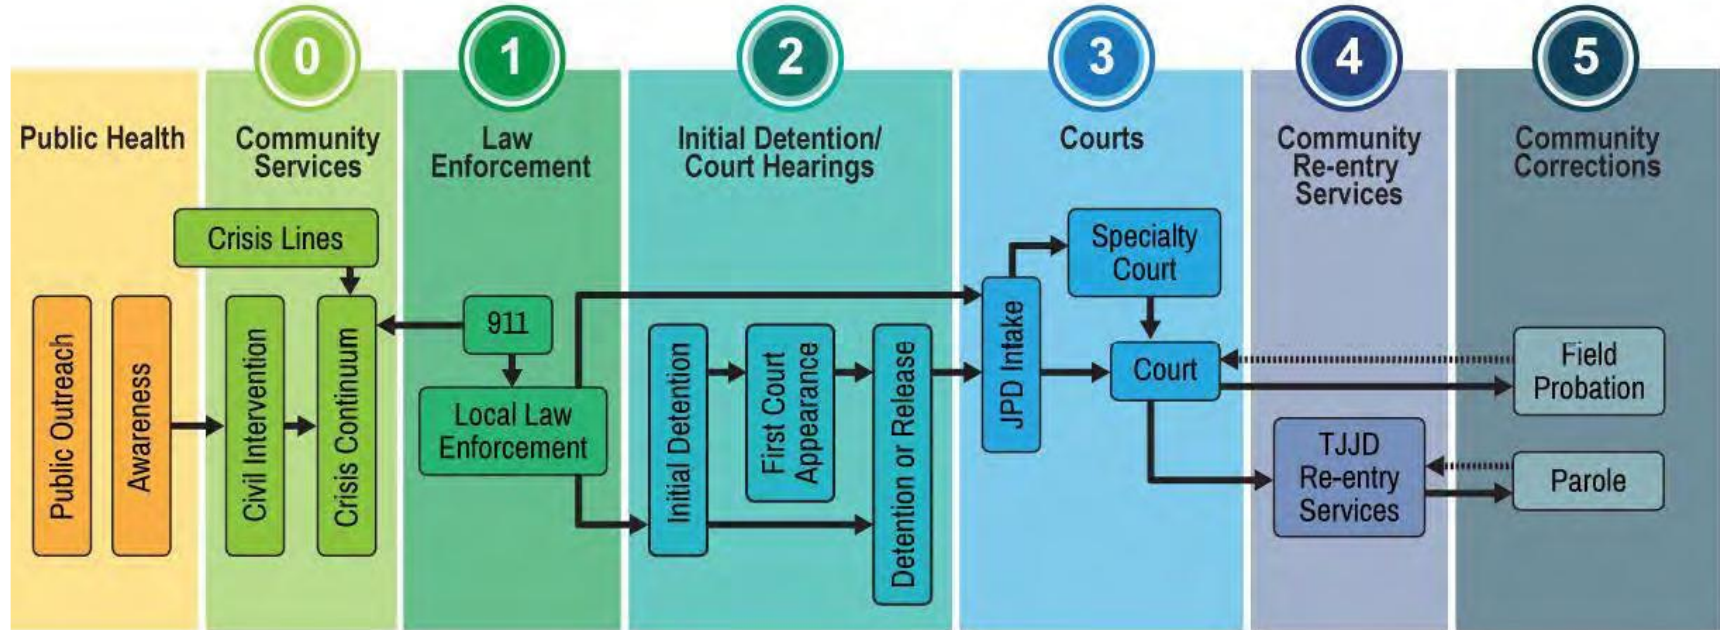 0
1
2
3
4
5
Public Health
Community
Services
Law
Enforcement
Initial Detention/
Court Hearings
Courts
Community
Re-entry
Services
Community
Corrections
Public Outreach
Awareness
Crisis Lines
Civil Intervention
Crisis Continuum
911
Local Law
Enforcement
Initial Detention
First Court
Appearance
Detention or Release
JPD Intake
Specialty
Court
Court
TJJD
Re-entry
Services
Field
Probation
Parole